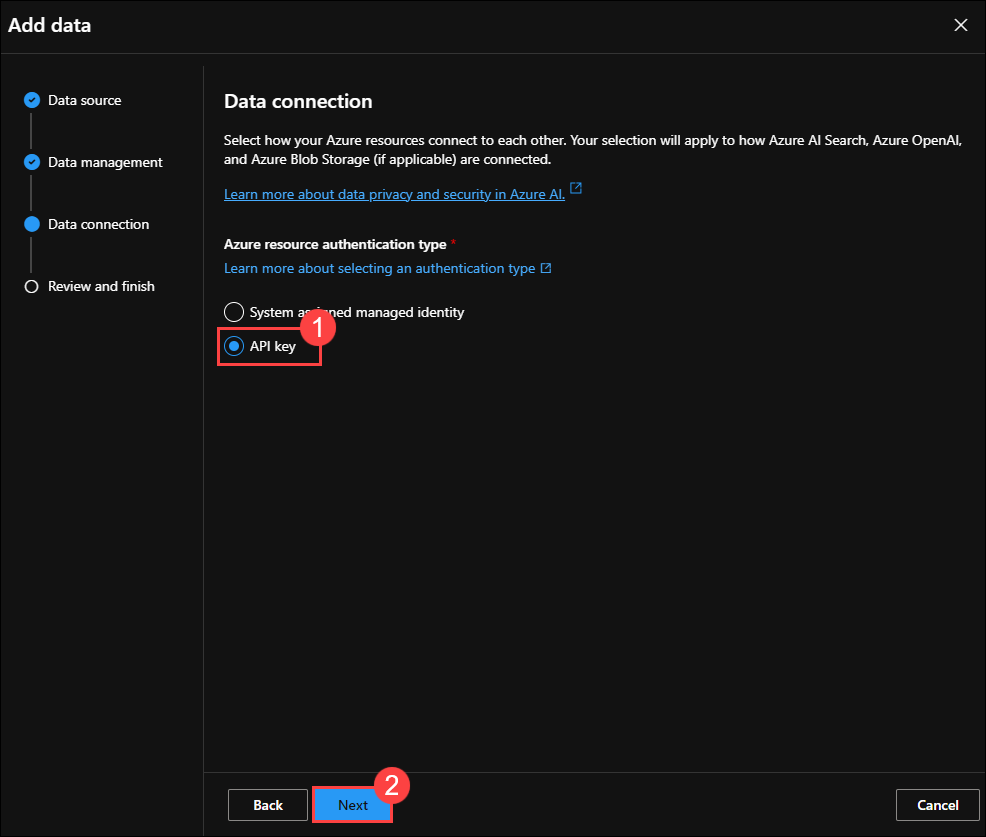 Add data
Data source
Data management
Data connection
Review and finish
Data connection
Select how your Azure resources connect to each other. Your selection will apply to how Azure AI Search, Azure OpenAI,
and Azure Blob Storage (if applicable) are connected.
Learn more about data privacy and security in Azure AI.
Azure resource authentication type *
Learn more about selecting an authentication type
System assigned managed identity
1
API key
2
Back
Next
Cancel